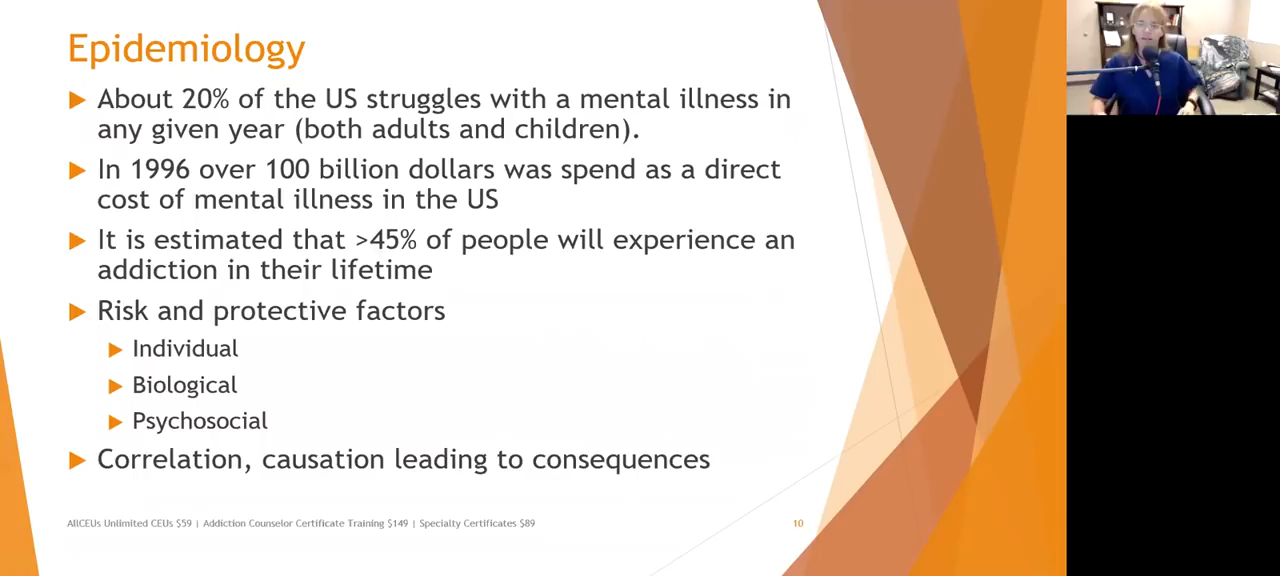 Epidemiology
About 20% of the US struggles with a mental illness in
any given year (both adults and children).
In 1996 over 100 billion dollars was spend as a direct
cost of mental illness in the US
It is estimated that >45% of people will experience an
addiction in their lifetime
Risk and protective factors
Individual
Biological
Psychosocial
Correlation, causation leading to consequences
AllCEUs Unlimited CEUs $59 | Addiction Counselor Certificate Training $149 | Specialty Certificates $89
10